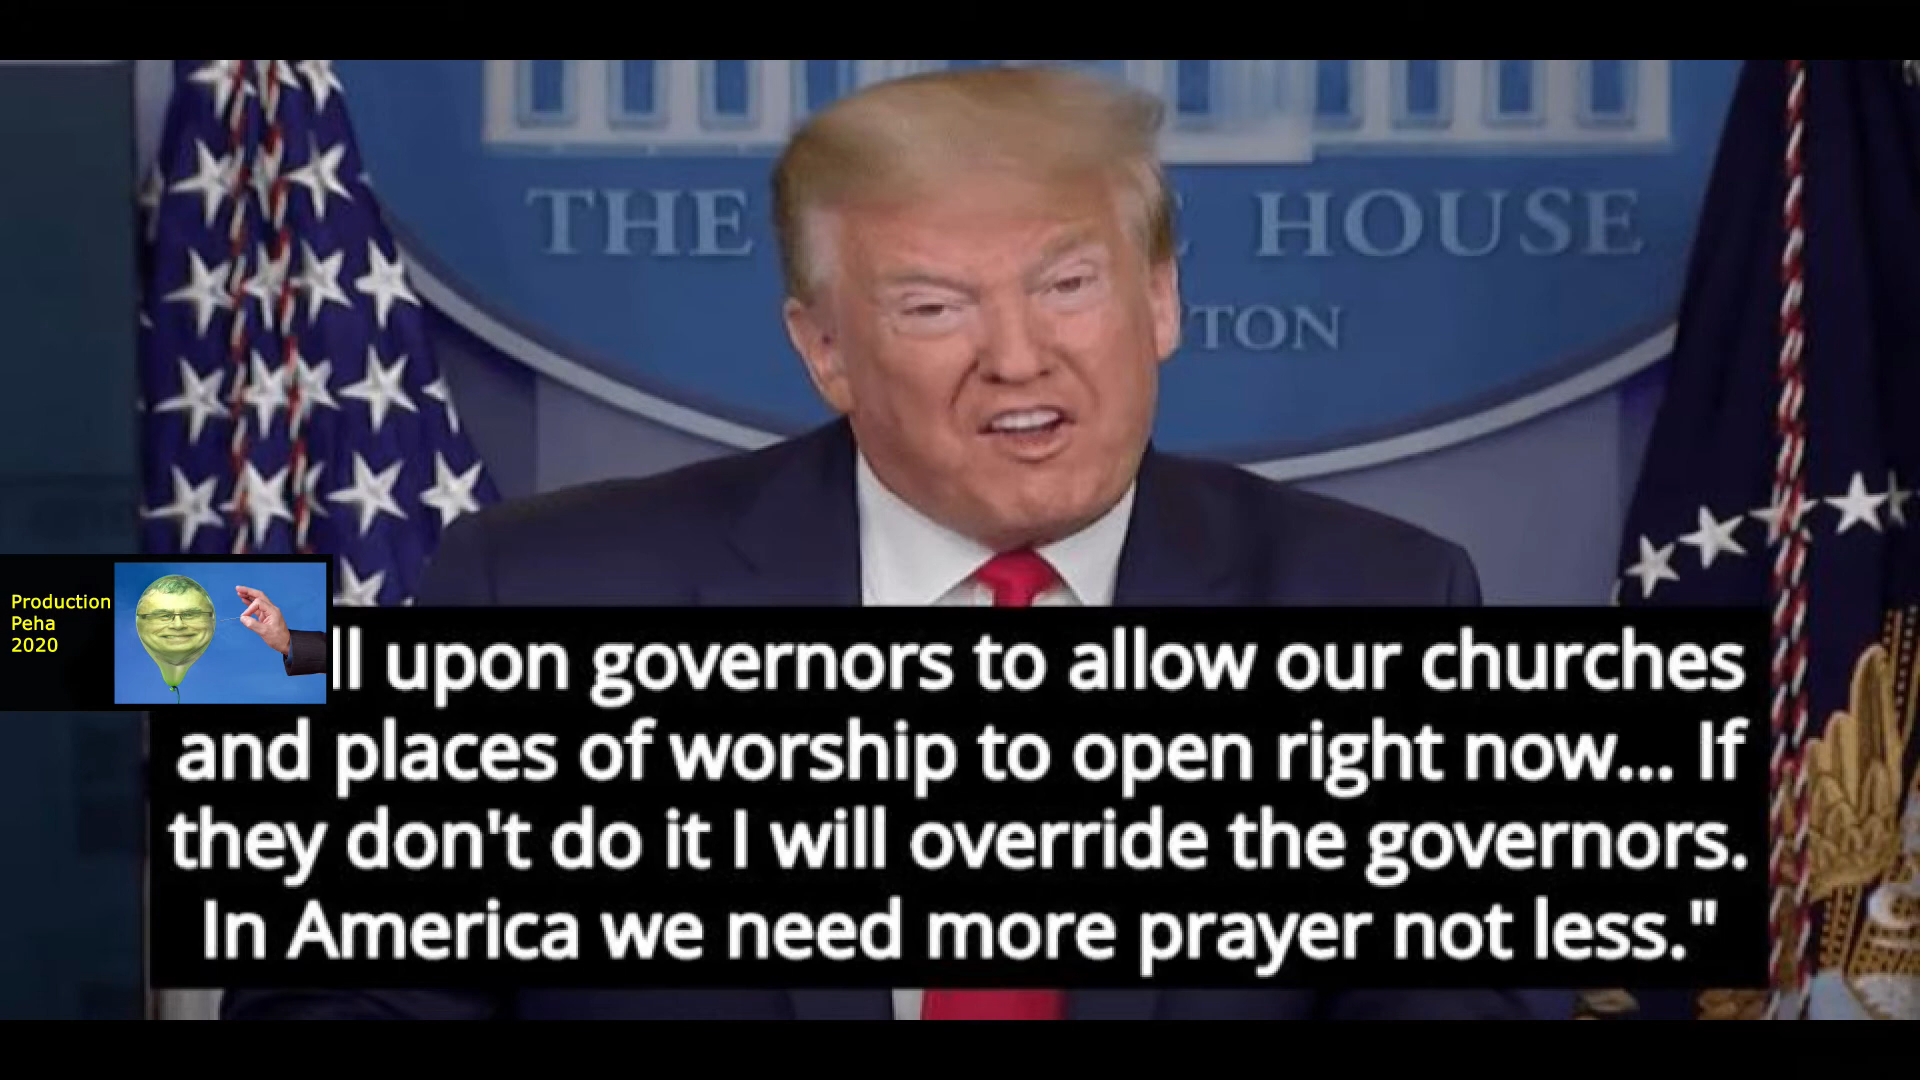 THE HOUSE
TON
Production
Peha
2020
ll upon governors to allow our churches
and places of worship to open right now... If
they don't do it I will override the governors.
In America we need more prayer not less."